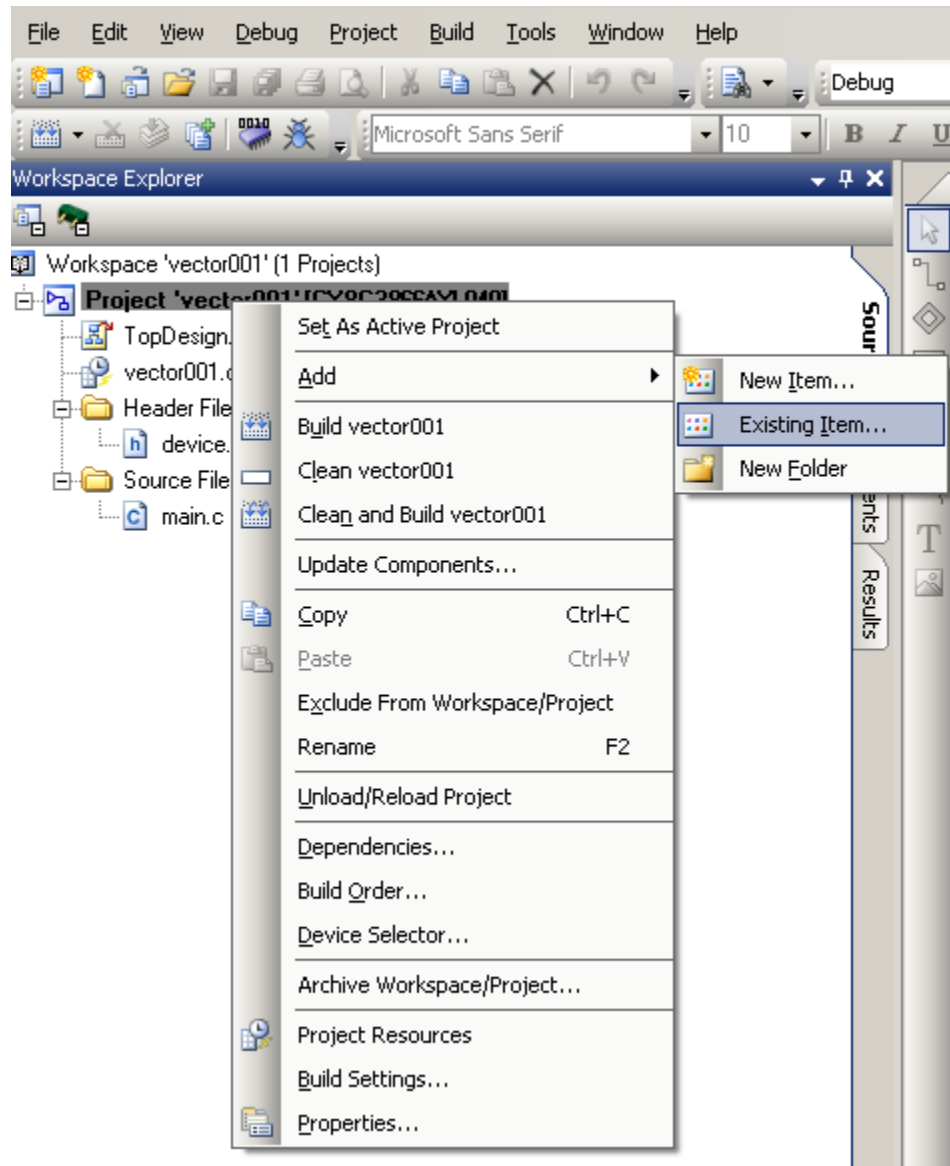 File Edit View Debug Project Build Tools Window Help
0010 Debug
Microsoft Sans Serif 10 B I U
Workspace Explorer
Workspace 'vector001' (1 Projects)
Project 'vector001'
TopDesign.
vector001.
Header File
h device.
Source File
c main.c
Set As Active Project
Add
Build vector001
Clean vector001
Clean and Build vector001
Update Components...
Copy Ctrl+C
Paste Ctrl+V
Exclude From Workspace/Project
Rename F2
Unload/Reload Project
Dependencies...
Build Order...
Device Selector...
Archive Workspace/Project...
Project Resources
Build Settings...
Properties...
New Item...
Existing Item...
New Folder
Sour
ents
Results
T